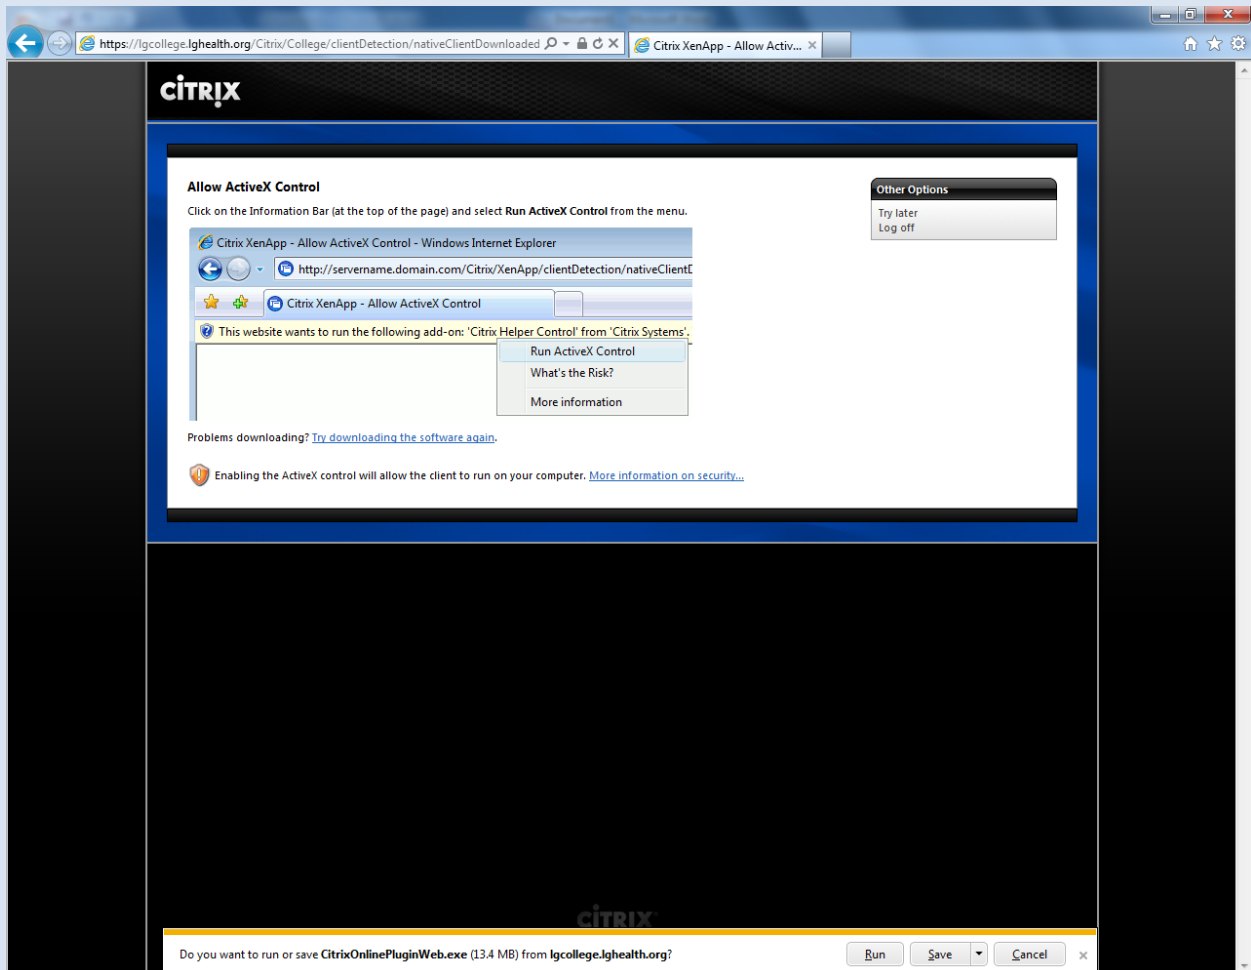 https://lgcollege.lghealth.org/Citrix/College/clientDetection/nativeClientDownloaded
Citrix XenApp - Allow Activ...
CITRIX
Allow ActiveX Control
Click on the Information Bar (at the top of the page) and select Run ActiveX Control from the menu.
Other Options
Try later
Log off
Citrix XenApp - Allow ActiveX Control - Windows Internet Explorer
http://servername.domain.com/Citrix/XenApp/clientDetection/nativeClientD
Citrix XenApp - Allow ActiveX Control
This website wants to run the following add-on: 'Citrix Helper Control' from 'Citrix Systems'.
Run ActiveX Control
What's the Risk?
More information
Problems downloading? Try downloading the software again.
Enabling the ActiveX control will allow the client to run on your computer. More information on security...
CITRIX
Do you want to run or save CitrixOnlinePluginWeb.exe (13.4 MB) from lgcollege.lghealth.org?
Run
Save
Cancel